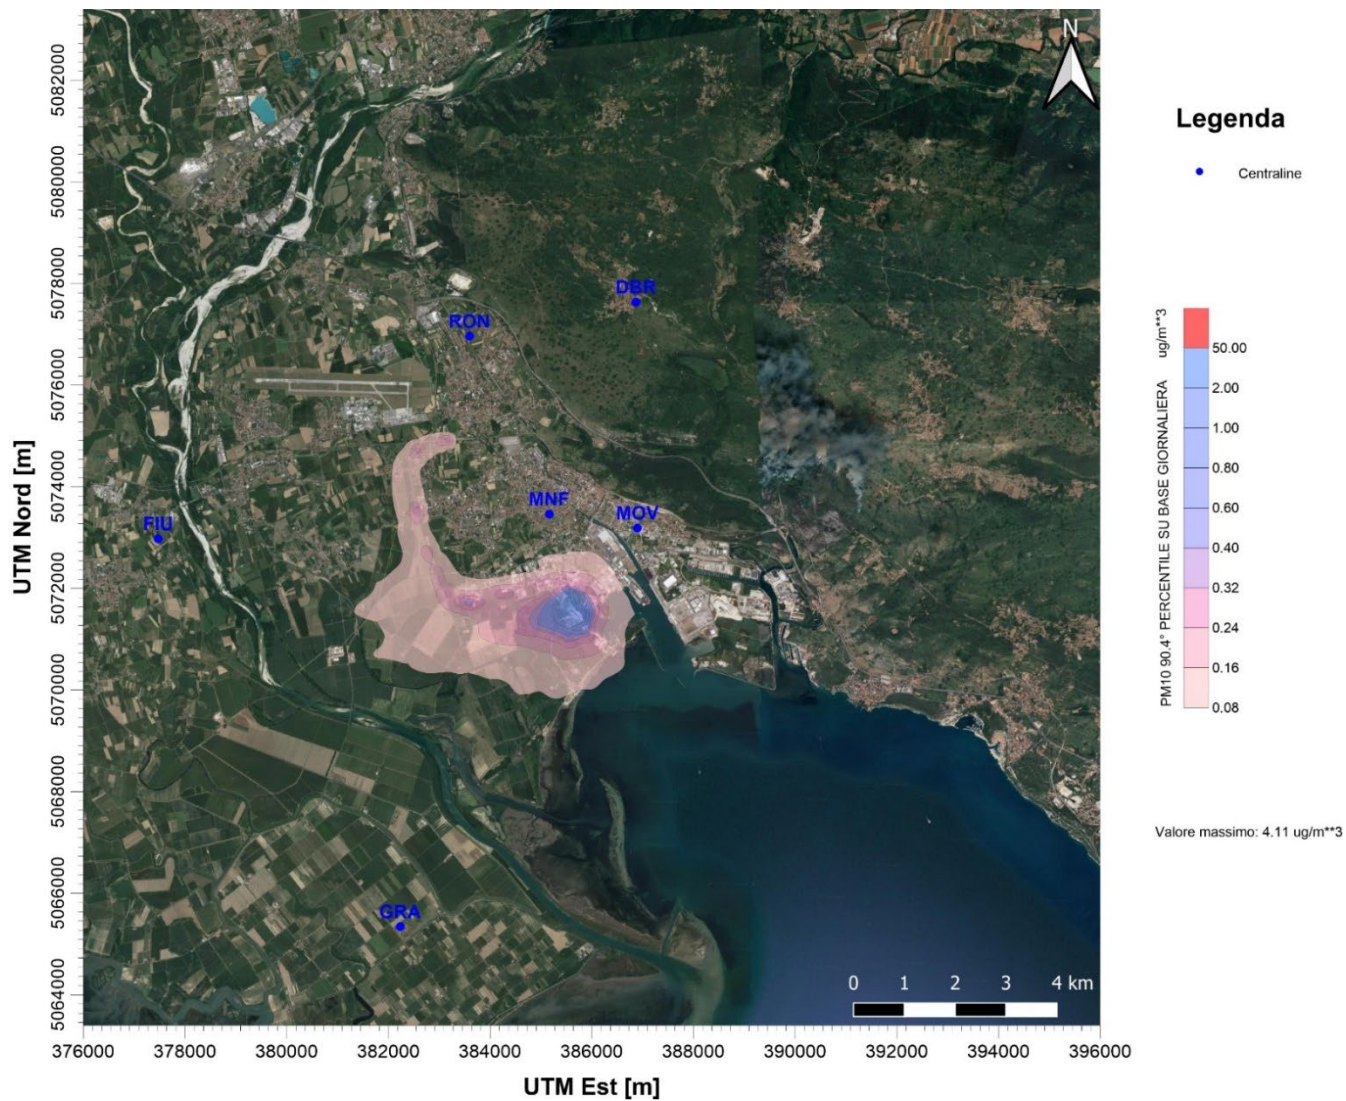 N
Legenda
Centraline
5082000
5080000
5078000
5076000
5074000
5072000
5070000
5068000
5066000
5064000
UTM Nord [m]
DBR
RON
MNF
MOV
FIU
GRA
ug/m**3
PM10 90.4° PERCENTILE SU BASE GIORNALIERA
50.00
2.00
1.00
0.80
0.60
0.40
0.32
0.24
0.16
0.08
Valore massimo: 4.11 ug/m**3
0 1 2 3 4 km
376000 378000 380000 382000 384000 386000 388000 390000 392000 394000 396000
UTM Est [m]